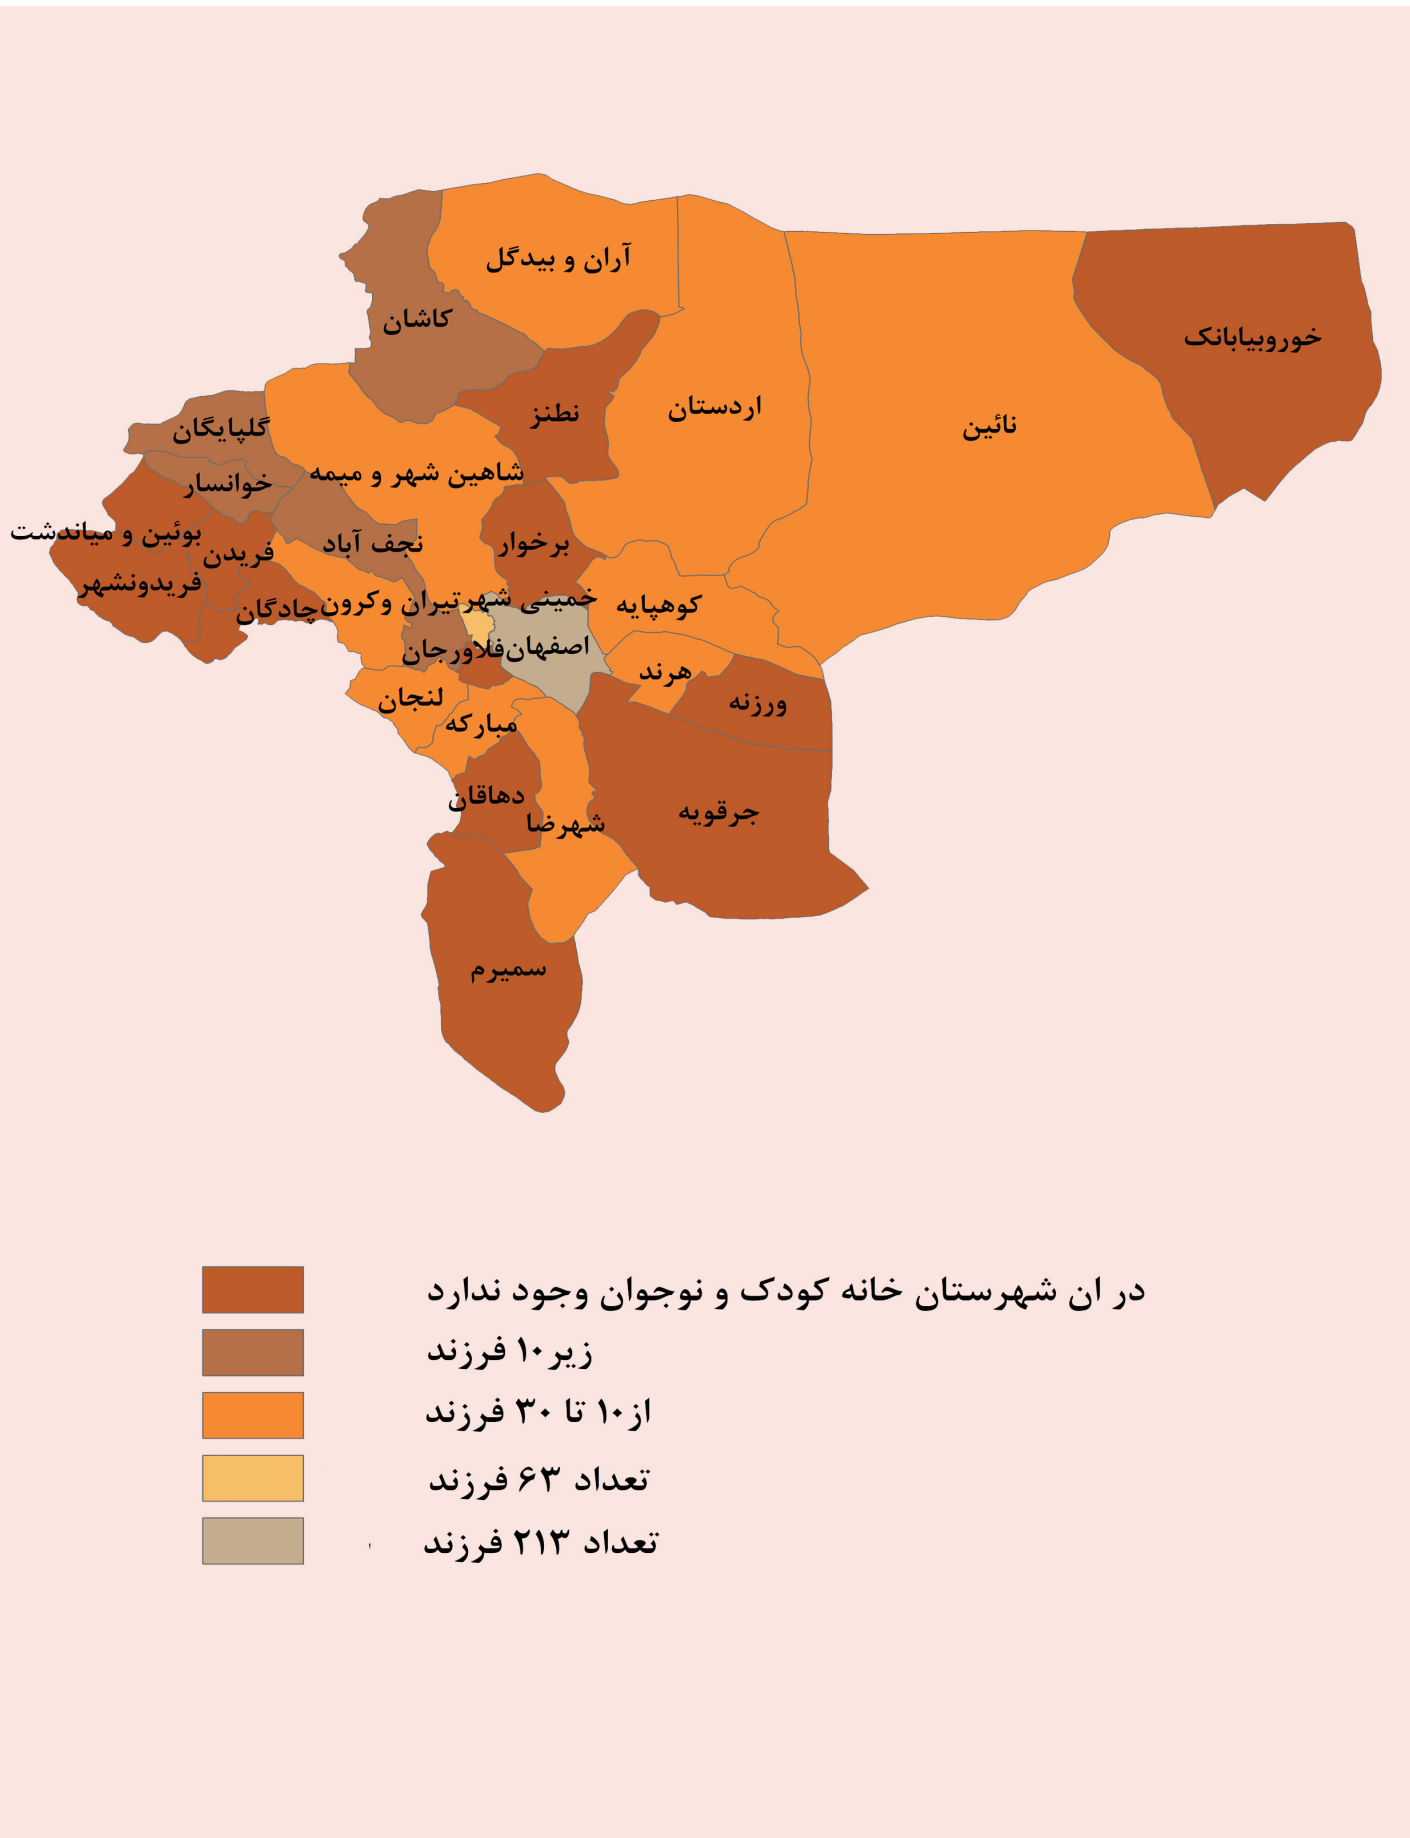 آران و بیدگل
کاشان
خوروبیابانک
نطنز
اردستان
نائین
گلپایگان
شاهین شهر و میمه
خوانسار
بوئین و میاندشت
نجف آباد
برخوار
فریدن
فریدونشهر
چادگان
تیران وکرون
خمینی شهر
کوهپایه
فلاورجان
اصفهان
هرند
لنجان
ورزنه
مبارکه
دهاقان
شهرضا
جرقویه
سمیرم
در ان شهرستان خانه کودک و نوجوان وجود ندارد
زیر۱۰ فرزند
از۱۰ تا ۳۰ فرزند
تعداد ۶۳ فرزند
تعداد ۲۱۳ فرزند